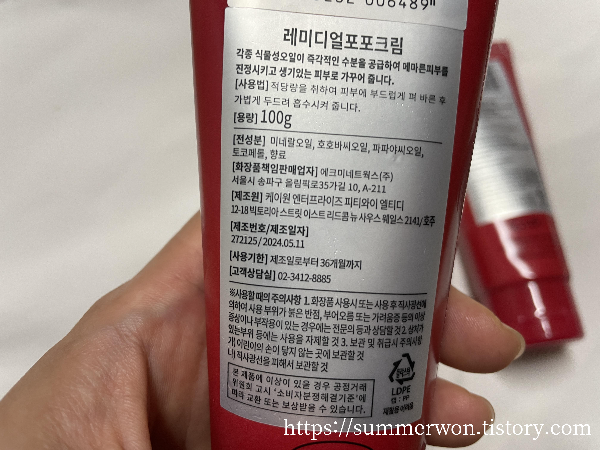 레미디얼포포크림
각종 식물성오일이 즉각적인 수분을 공급하여 메마른피부를
진정시키고 생기있는 피부로 가꾸어 줍니다.
[사용법] 적당량을 취하여 피부에 부드럽게 펴 바른 후
가볍게 두드려 흡수시켜 줍니다.
[용량] 100g
[전성분] 미네랄오일, 호호바씨오일, 파파야씨오일,
토코페롤, 향료
[화장품책임판매업자] 에크미네트웍스(주)
서울시 송파구 올림픽로35가길 10, A-211
[제조원] 케이원 엔터프라이즈 피티와이 엘티디
12-18 빅토리아 스트릿 이스트 리드콤 뉴 사우스 웨일스 2141/ 호주
[제조번호/제조일자]
272125 / 2024.05.11
[사용기한] 제조일로부터 36개월까지
[고객상담실] 02-3412-8885
※사용할 때의 주의사항 1. 화장품 사용시 또는 사용 후 직사광선에
의하여 사용 부위가 붉은 반점, 부어오름 또는 가려움증 등의 이상
증상이나 부작용이 있는 경우에는 전문의 등과 상담할 것 2. 상처가
있는부위 등에는 사용을 자제할 것 3. 보관 및 취급시 주의사항
가) 어린이의 손이 닿지 않는 곳에 보관할 것
나) 직사광선을 피해서 보관할 것
본 제품에 이상이 있을 경우 공정거래
위원회 고시 '소비자분쟁해결기준'에
따라 교환 또는 보상받을 수 있습니다.
LDPE
캡 : PP
https://summerwon.tistory.com